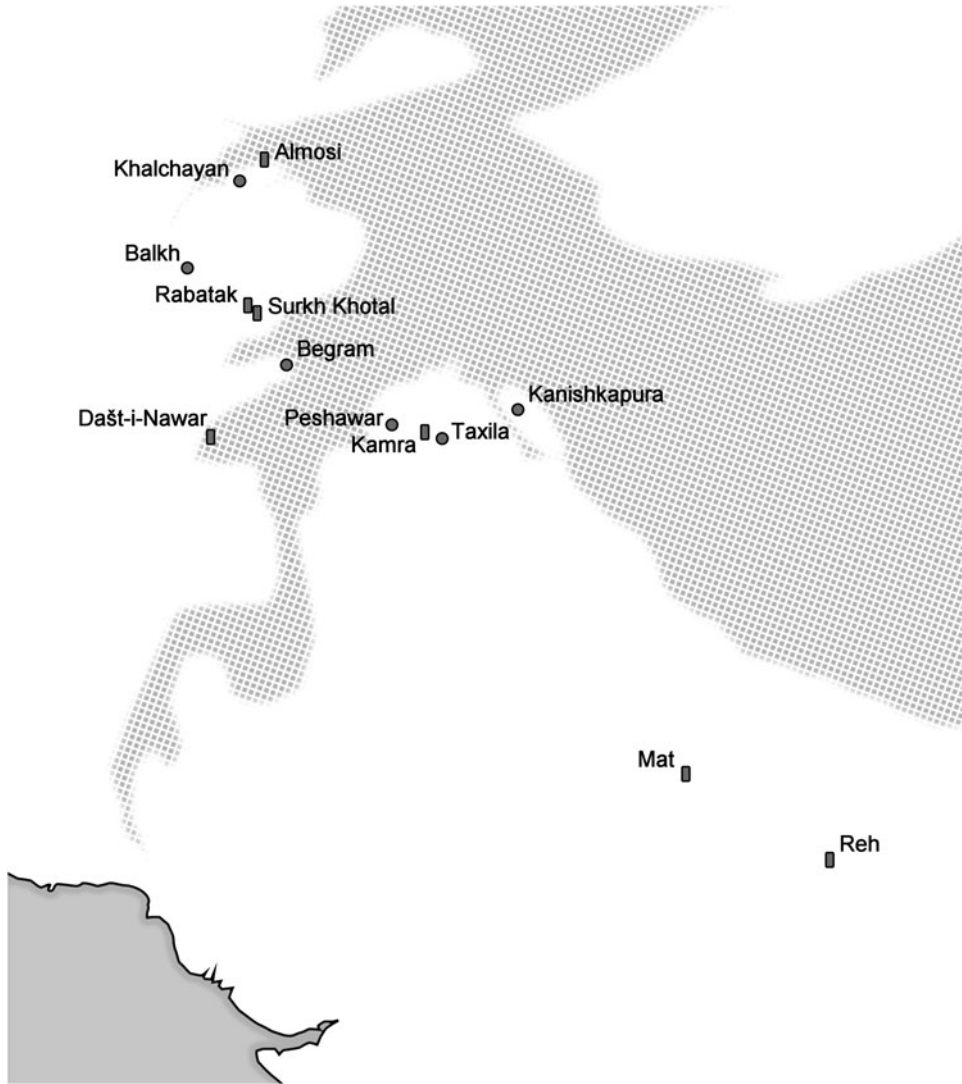 Almosi
Khalchayan
Balkh
Rabatak
Surkh Khotal
Begram
Kanishkapura
Dašt-i-Nawar
Peshawar
Taxila
Kamra
Mat
Reh